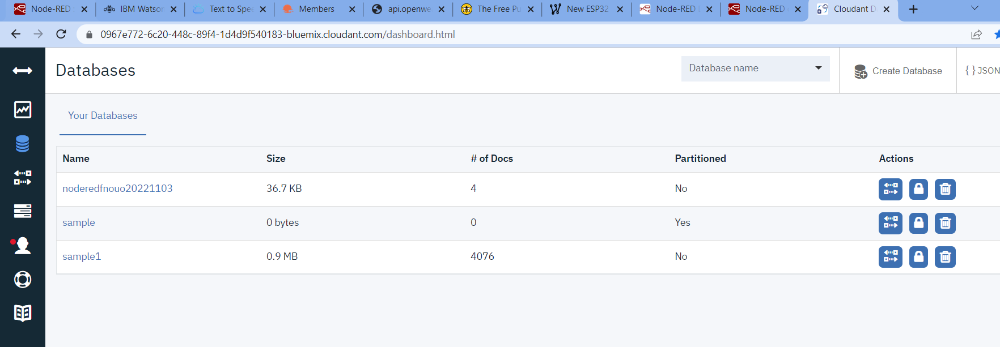 Node-RED
IBM Watson
Text to Spee
Members
api.openwe
The Free Pu
New ESP32
Node-RED
Node-RED
Cloudant D
0967e772-6c20-448c-89f4-1d4d9f540183-bluemix.cloudant.com/dashboard.html
Databases
Database name
Create Database
{ } JSON
Your Databases
Name Size # of Docs Partitioned Actions
noderedfnouo20221103 36.7 KB 4 No
sample 0 bytes 0 Yes
sample1 0.9 MB 4076 No